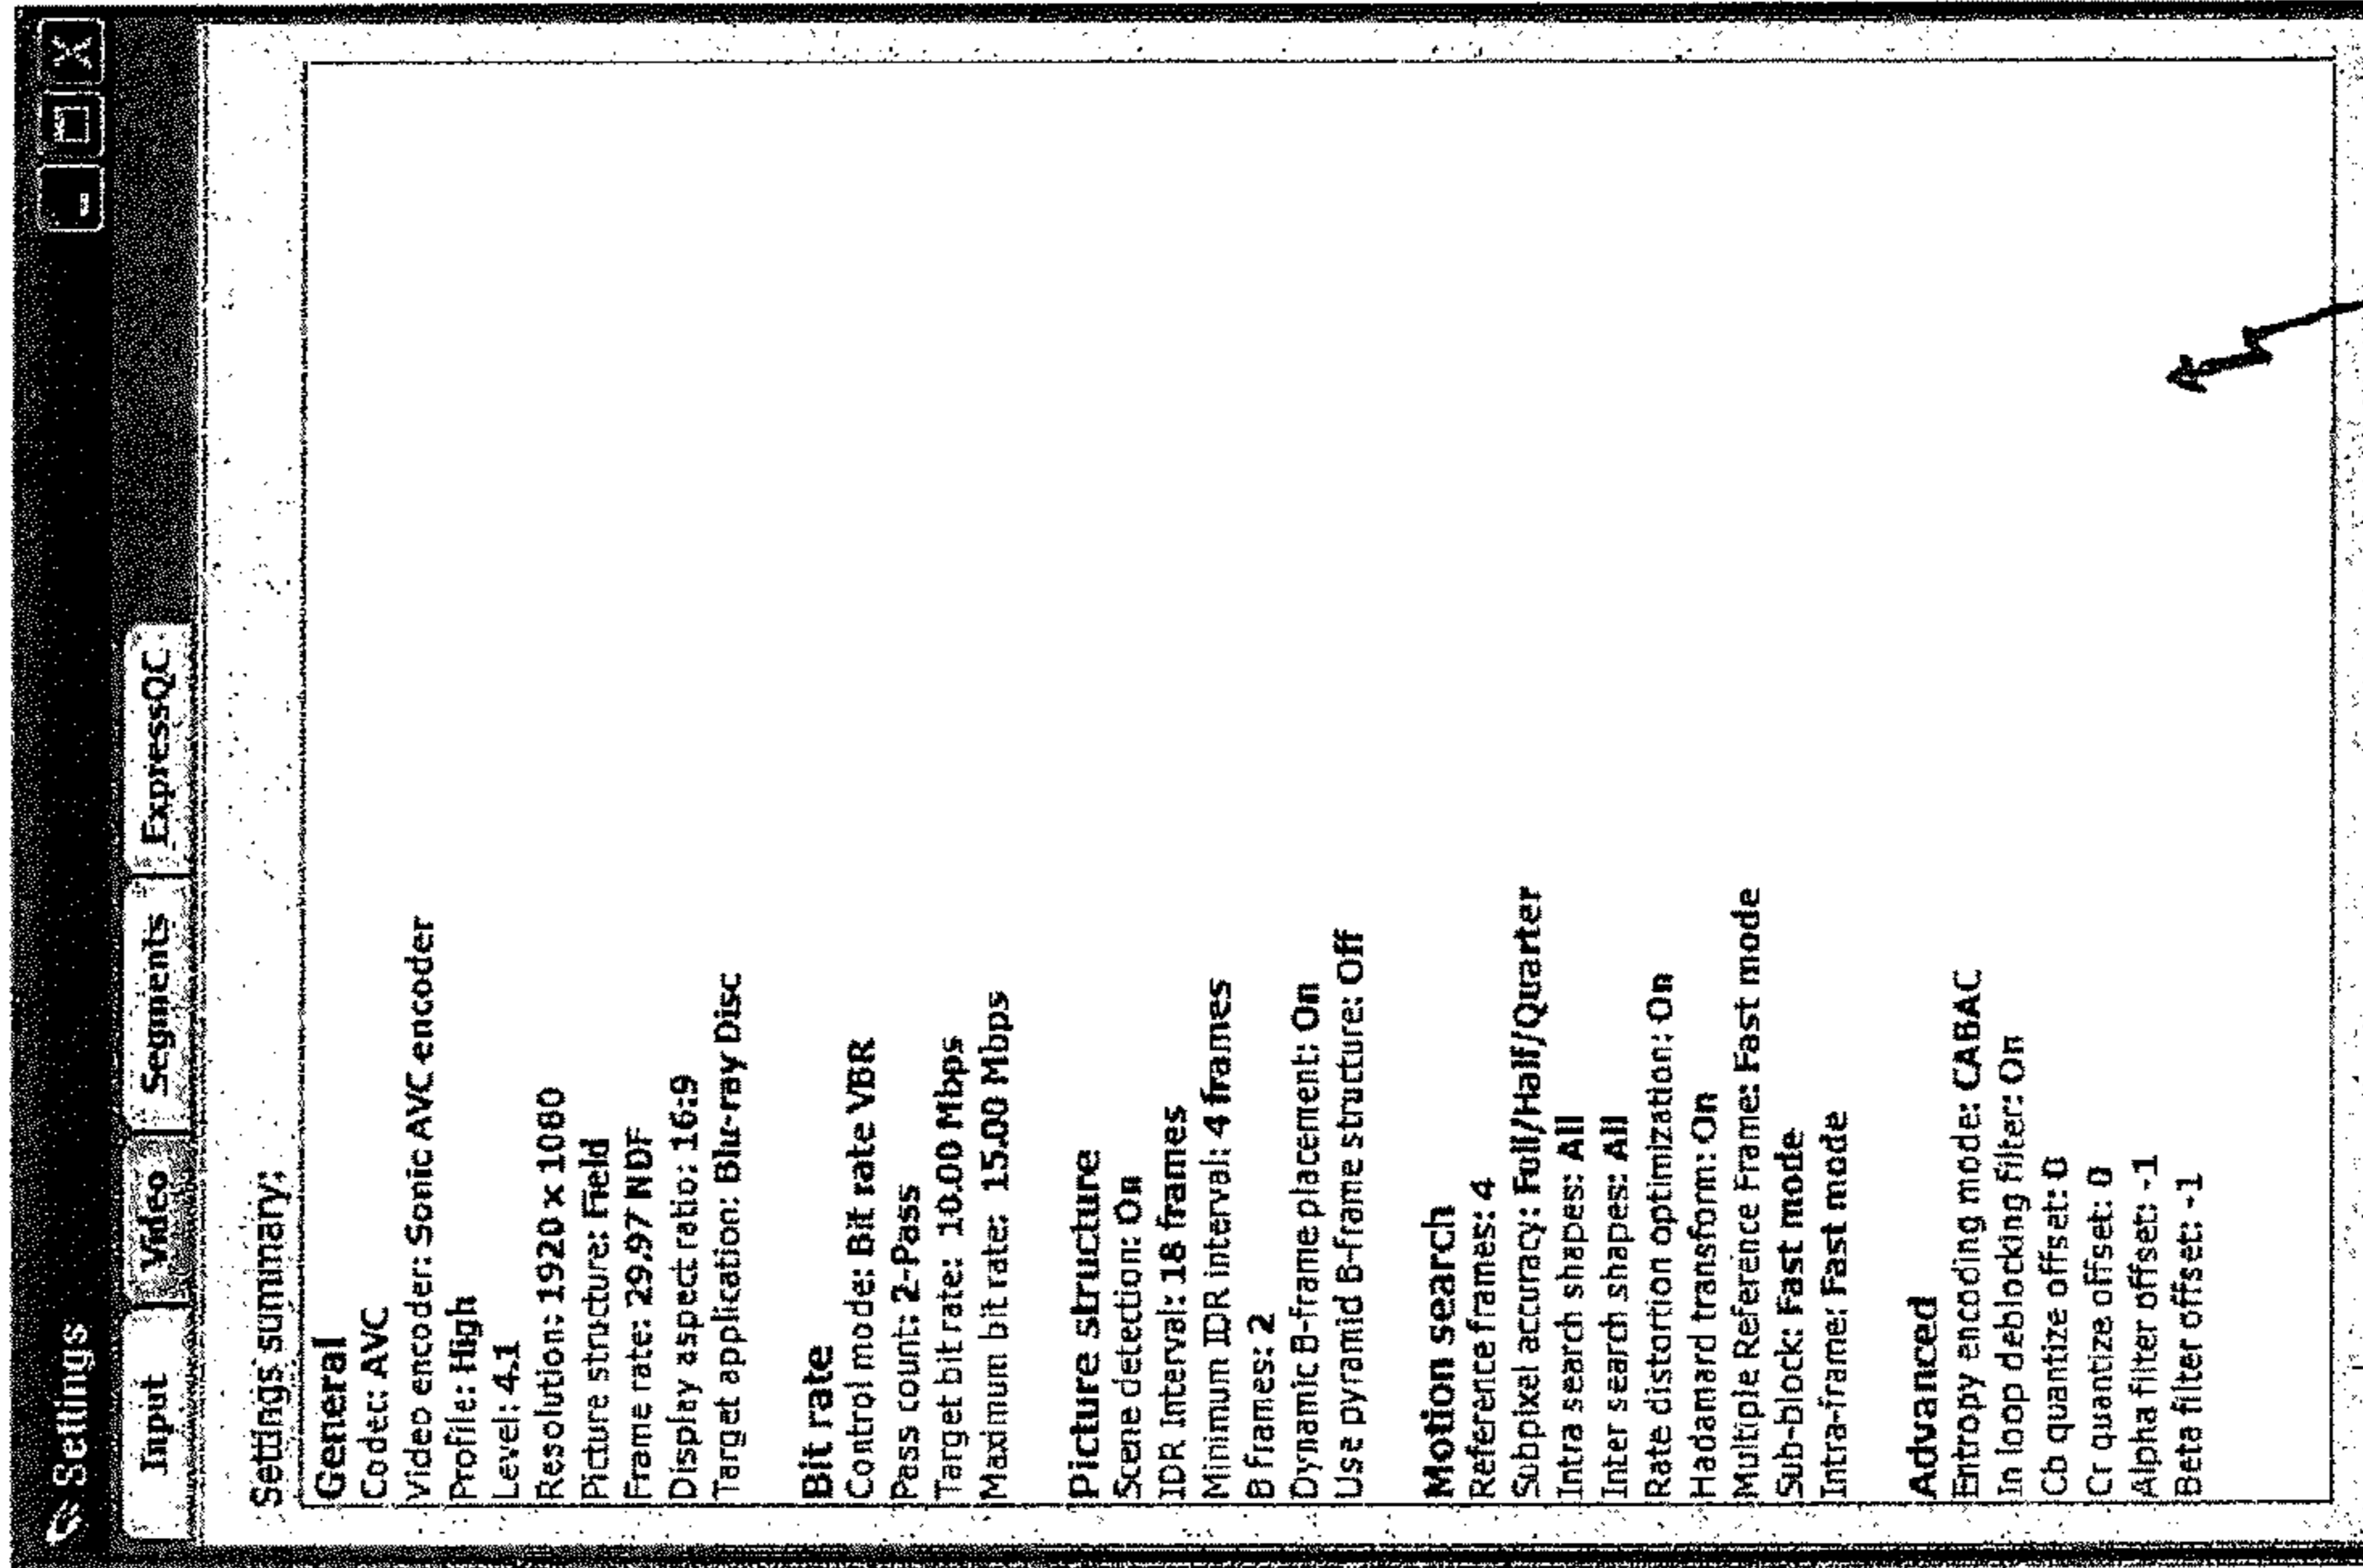 Settings
Input
Video
Segments
ExpressQC
Settings summary:
General
Codec: AVC
Video encoder: Sonic AVC encoder
Profile: High
Level: 4.1
Resolution: 1920 x 1080
Picture structure: Field
Frame rate: 29.97 NDF
Display aspect ratio: 16:9
Target application: Blu-ray Disc
Bit rate
Control mode: Bit rate VBR
Pass count: 2-Pass
Target bit rate: 10.00 Mbps
Maximum bit rate: 15.00 Mbps
Picture structure
Scene detection: On
IDR Interval: 18 frames
Minimum IDR interval: 4 frames
B frames: 2
Dynamic B-frame placement: On
Use pyramid B-frame structure: Off
Motion search
Reference frames: 4
Subpixel accuracy: Full/Half/Quarter
Intra search shapes: All
Inter search shapes: All
Rate distortion optimization: On
Hadamard transform: On
Multiple Reference Frame: Fast mode
Sub-block: Fast mode
Intra-frame: Fast mode
Advanced
Entropy encoding mode: CABAC
In loop deblocking filter: On
Cb quantize offset: 0
Cr quantize offset: 0
Alpha filter offset: -1
Beta filter offset: -1